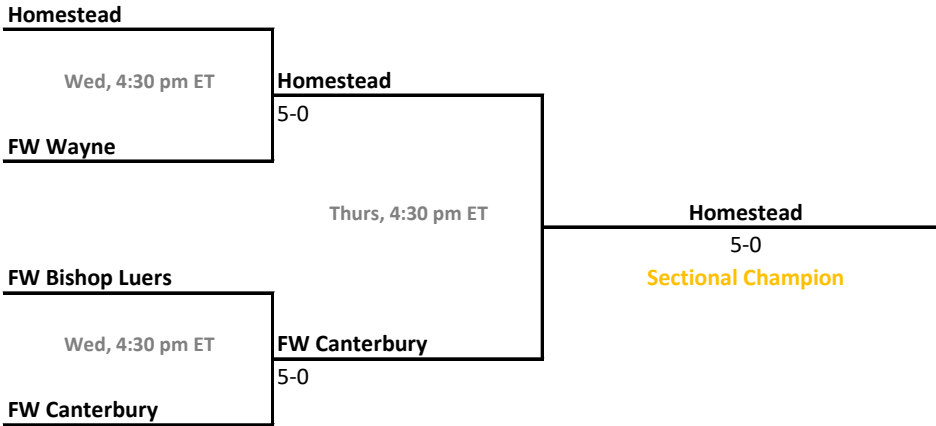 Homestead
Wed, 4:30 pm ET
Homestead
5-0
FW Wayne
Thurs, 4:30 pm ET
Homestead
5-0
Sectional Champion
FW Bishop Luers
Wed, 4:30 pm ET
FW Canterbury
5-0
FW Canterbury